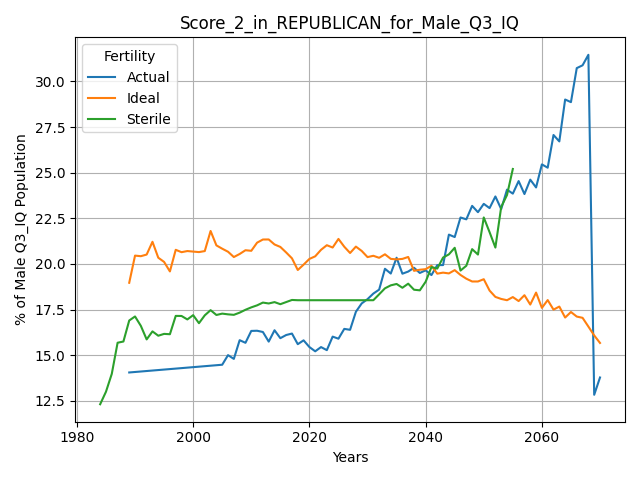 Score_2_in_REPUBLICAN_for_Male_Q3_IQ
Fertility
Actual
Ideal
Sterile
% of Male Q3_IQ Population
30.0
27.5
25.0
22.5
20.0
17.5
15.0
12.5
1980
2000
2020
2040
2060
Years